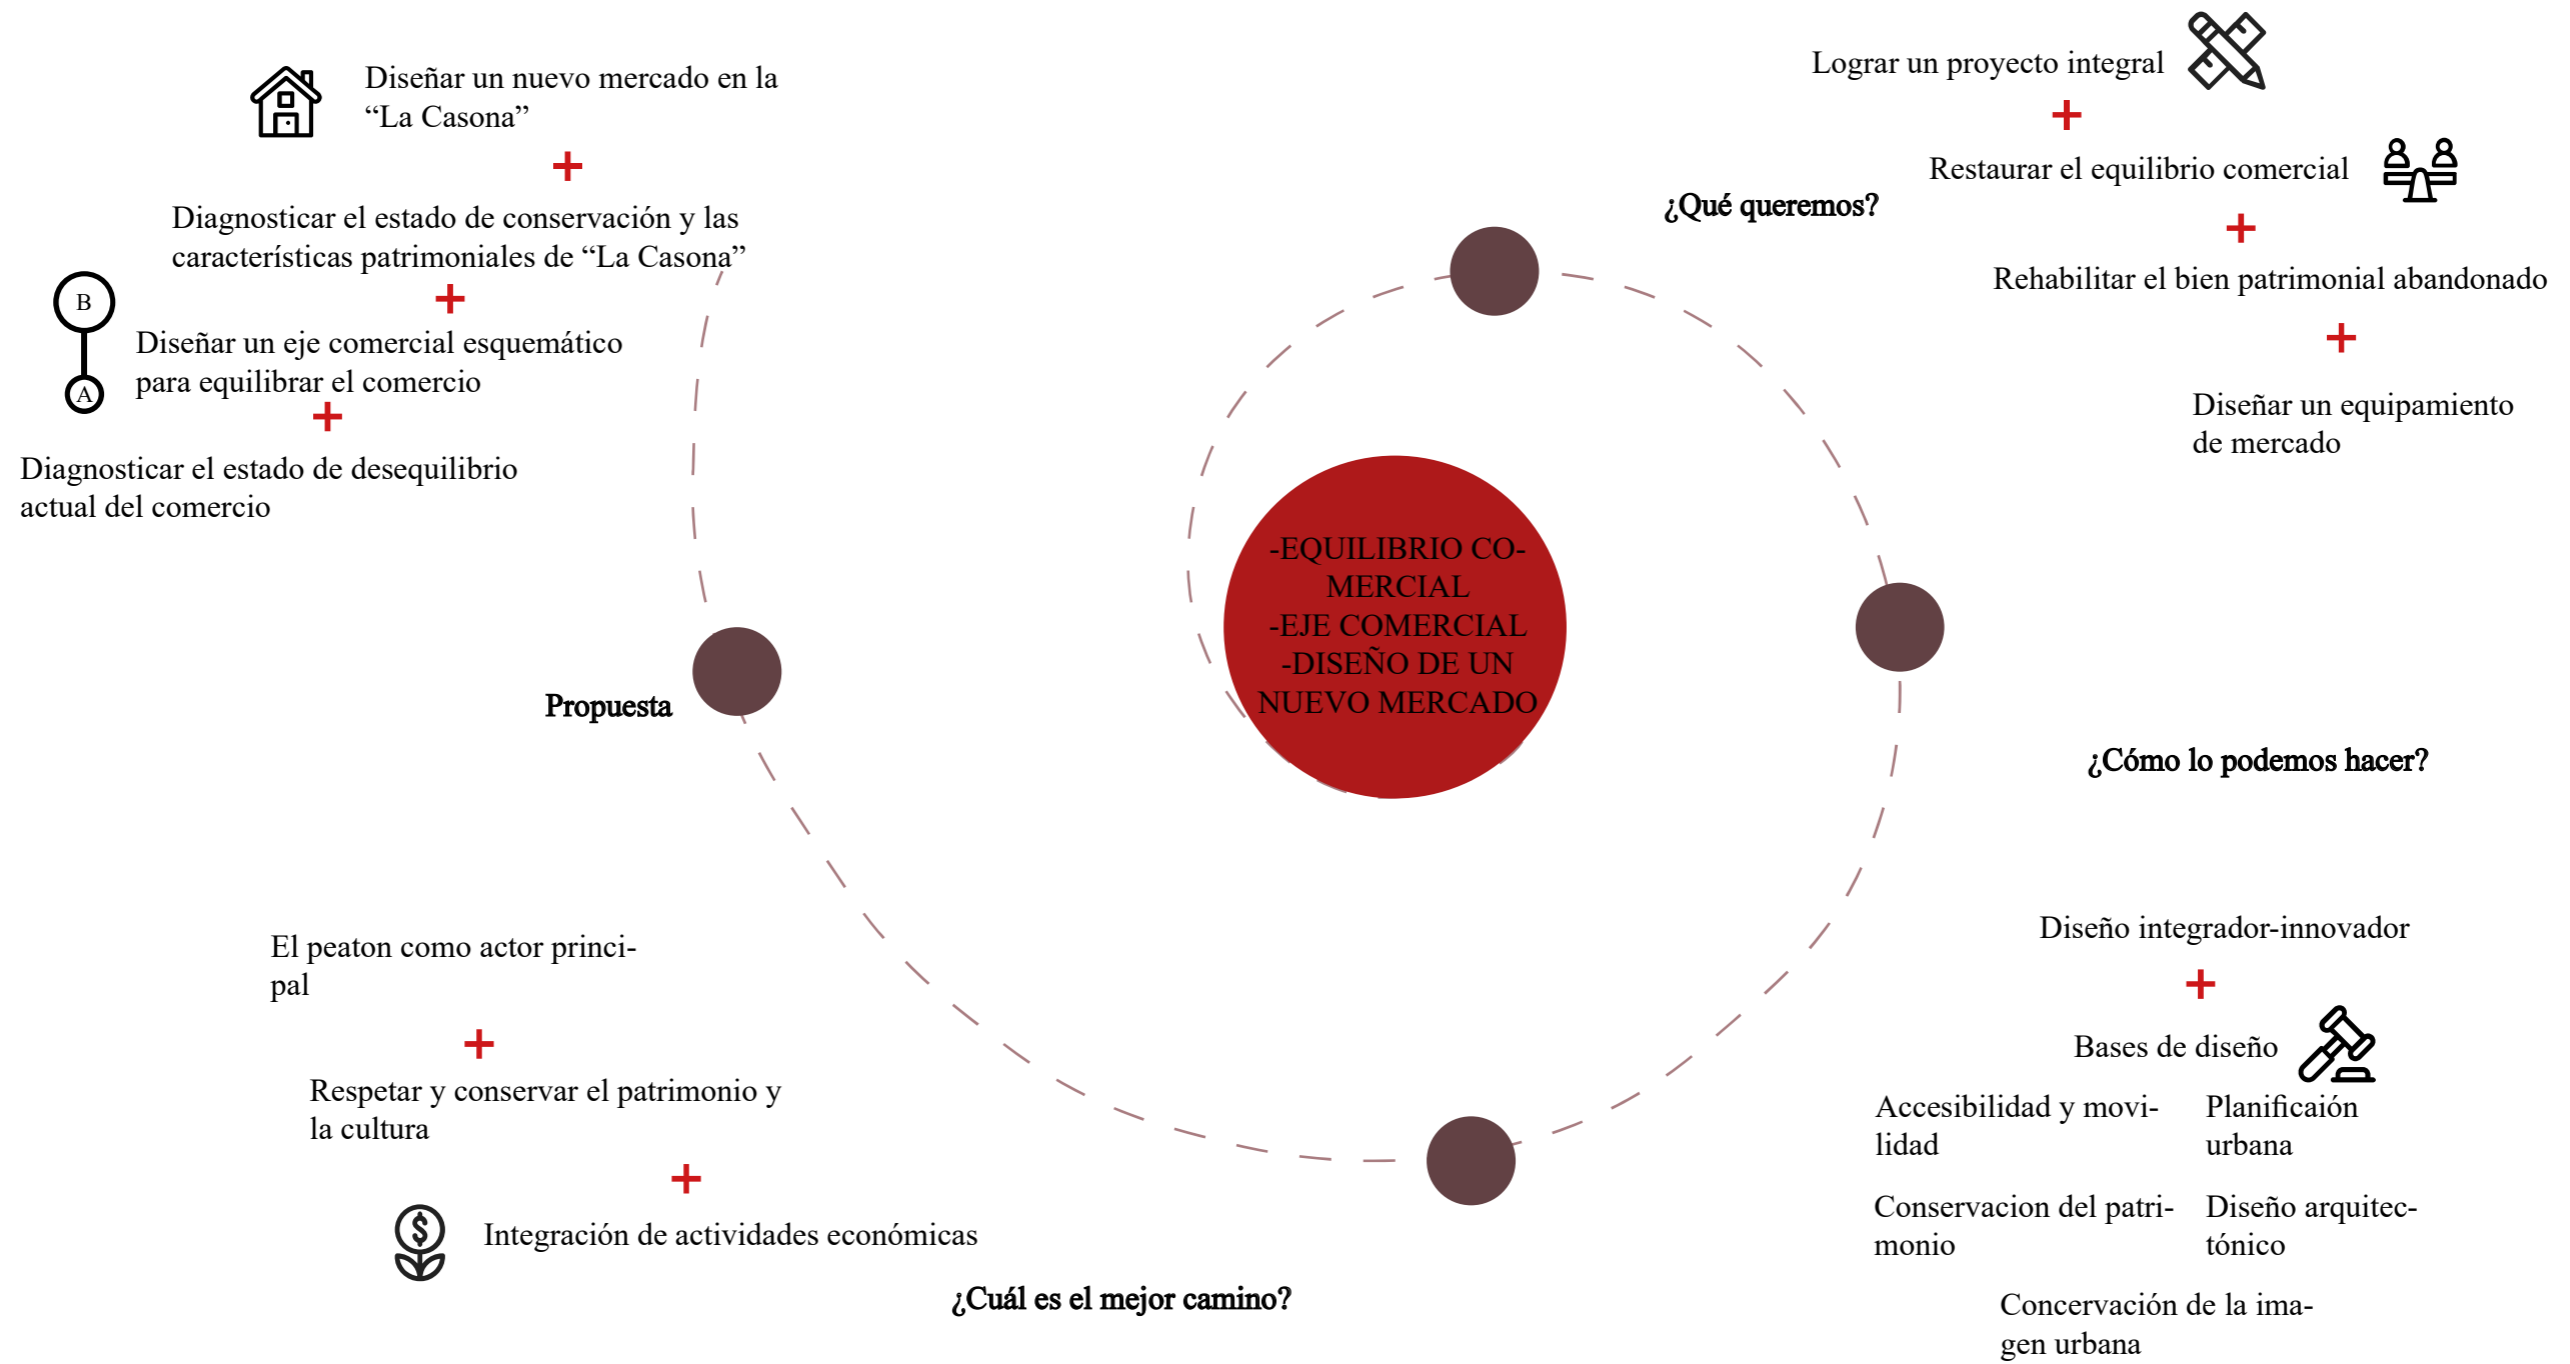 Diseñar un nuevo mercado en la
“La Casona”
+
Diagnosticar el estado de conservación y las
características patrimoniales de “La Casona”
+
B
A
Diseñar un eje comercial esquemático
para equilibrar el comercio
+
Diagnosticar el estado de desequilibrio
actual del comercio
Propuesta
Lograr un proyecto integral
+
Restaurar el equilibrio comercial
¿Qué queremos?
+
Rehabilitar el bien patrimonial abandonado
+
Diseñar un equipamiento
de mercado
-EQUILIBRIO CO-
MERCIAL
-EJE COMERCIAL
-DISEÑO DE UN
NUEVO MERCADO
¿Cómo lo podemos hacer?
Diseño integrador-innovador
+
Bases de diseño
Accesibilidad y movi-
lidad
Planificaión
urbana
Conservacion del patri-
monio
Diseño arquitec-
tónico
Concervación de la ima-
gen urbana
El peaton como actor princi-
pal
+
Respetar y conservar el patrimonio y
la cultura
+
$
Integración de actividades económicas
¿Cuál es el mejor camino?